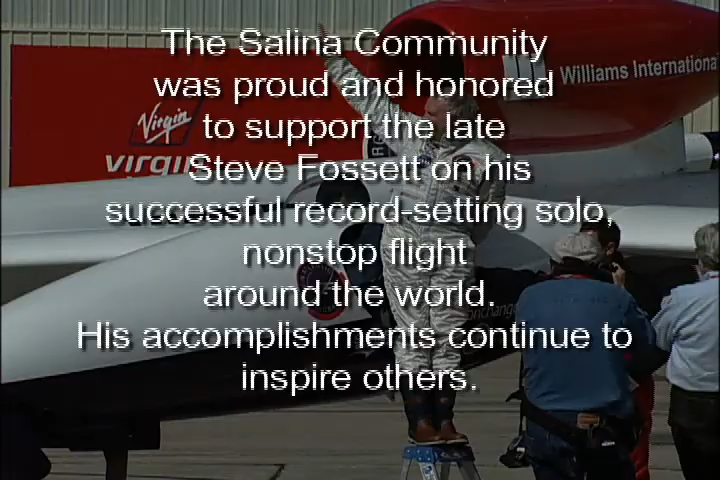 The Salina Community
was proud and honored
to support the late
Steve Fossett on his
successful record-setting solo,
nonstop flight
around the world.
His accomplishments continue to
inspire others.
Williams Internationa
Virgin
virgin